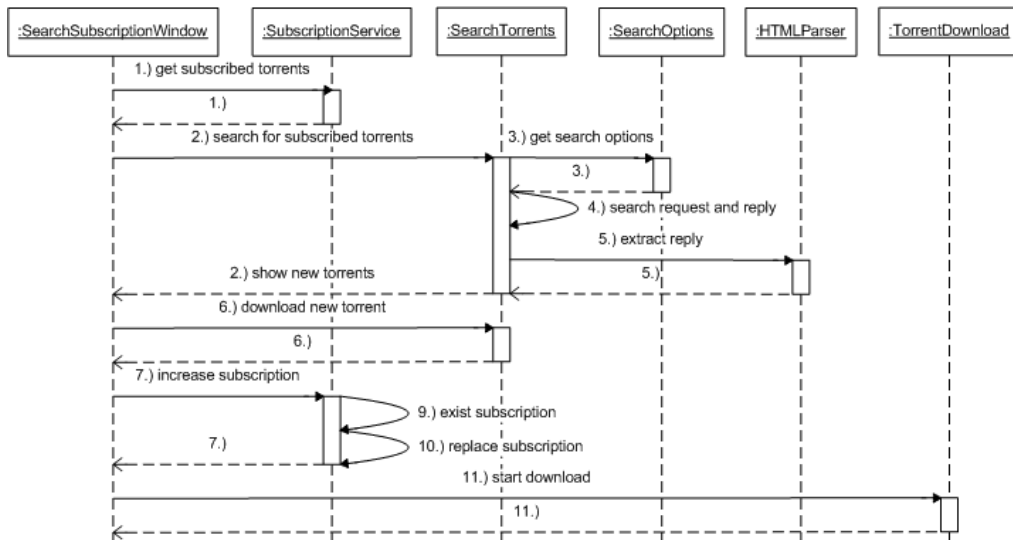 :SearchSubscriptionWindow
:SubscriptionService
:SearchTorrents
:SearchOptions
:HTMLParser
:TorrentDownload
1.) get subscribed torrents
1.)
2.) search for subscribed torrents
3.) get search options
3.)
4.) search request and reply
5.) extract reply
2.) show new torrents
5.)
6.) download new torrent
6.)
7.) increase subscription
9.) exist subscription
7.)
10.) replace subscription
11.) start download
11.)